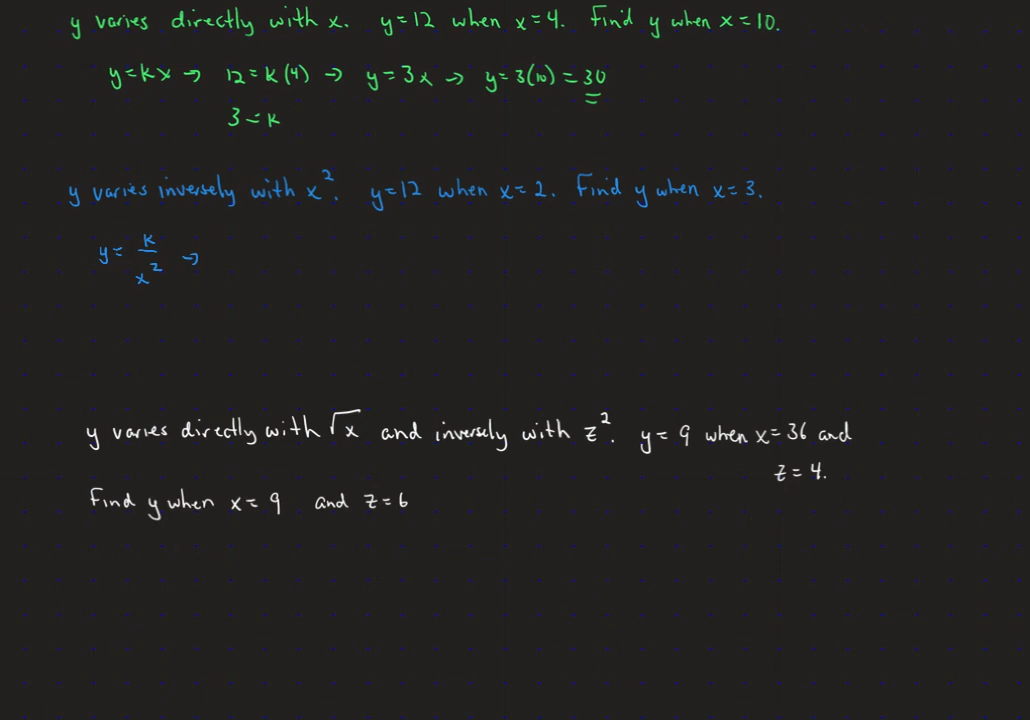 y varies directly with x. y=12 when x=4. Find y when x=10.
y=kx → 12=k(4) → y=3x → y=3(10)=30
3=k
y varies inversely with x². y=12 when x=2. Find y when x=3.
y= k/x² →
y varies directly with √x and inversely with z². y=9 when x=36 and
z=4.
Find y when x=9 and z=6